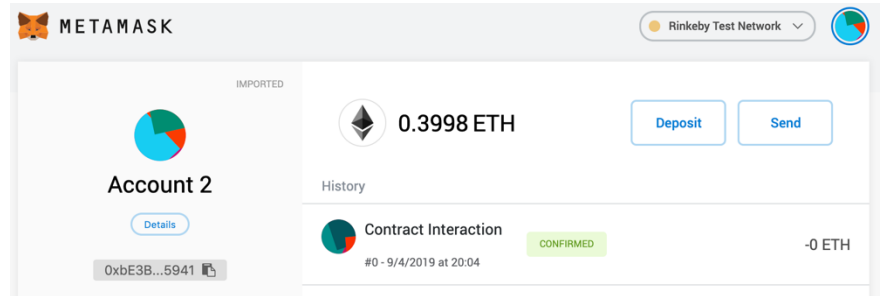 METAMASK
Rinkeby Test Network
IMPORTED
Account 2
Details
0xbE3B...5941
0.3998 ETH
Deposit
Send
History
Contract Interaction
CONFIRMED
-0 ETH
#0 - 9/4/2019 at 20:04